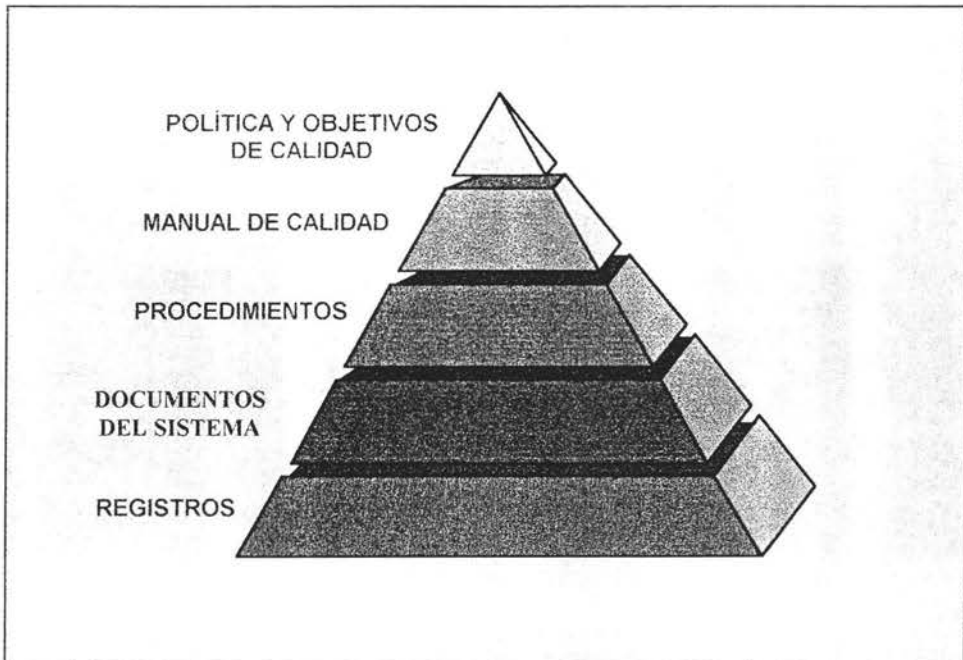 POLÍTICA Y OBJETIVOS
DE CALIDAD
MANUAL DE CALIDAD
PROCEDIMIENTOS
DOCUMENTOS
DEL SISTEMA
REGISTROS